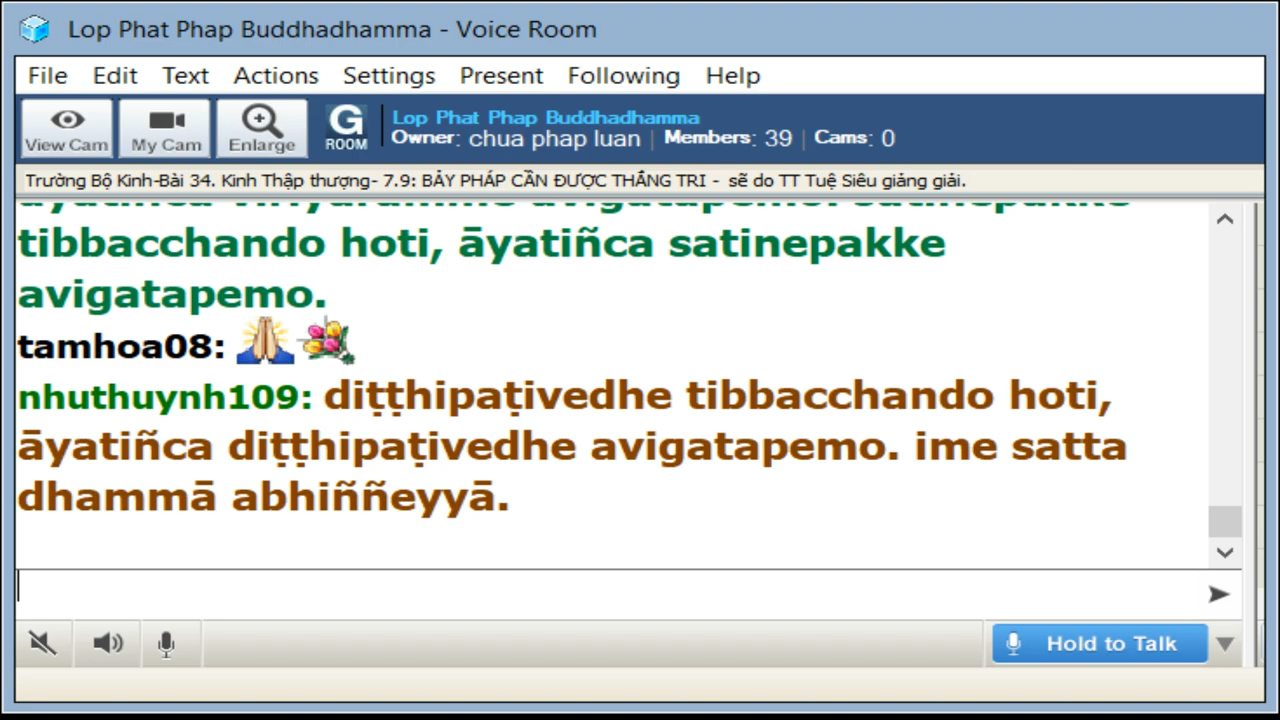 Lop Phat Phap Buddhadhamma - Voice Room
File Edit Text Actions Settings Present Following Help
View Cam My Cam Enlarge G ROOM
Lop Phat Phap Buddhadhamma
Owner: chua phap luan | Members: 39 | Cams: 0
Trường Bộ Kinh-Bài 34. Kinh Thập thượng- 7.9: BẢY PHÁP CẦN ĐƯỢC THẮNG TRI - sẽ do TT Tuệ Siêu giảng giải.
tibbacchando hoti, āyatiñca satinepakke
avigatapemo.
tamhoa08:
nhuthuynh109: diṭṭhipaṭivedhe tibbacchando hoti,
āyatiñca diṭṭhipaṭivedhe avigatapemo. ime satta
dhammā abhiññeyyā.
Hold to Talk